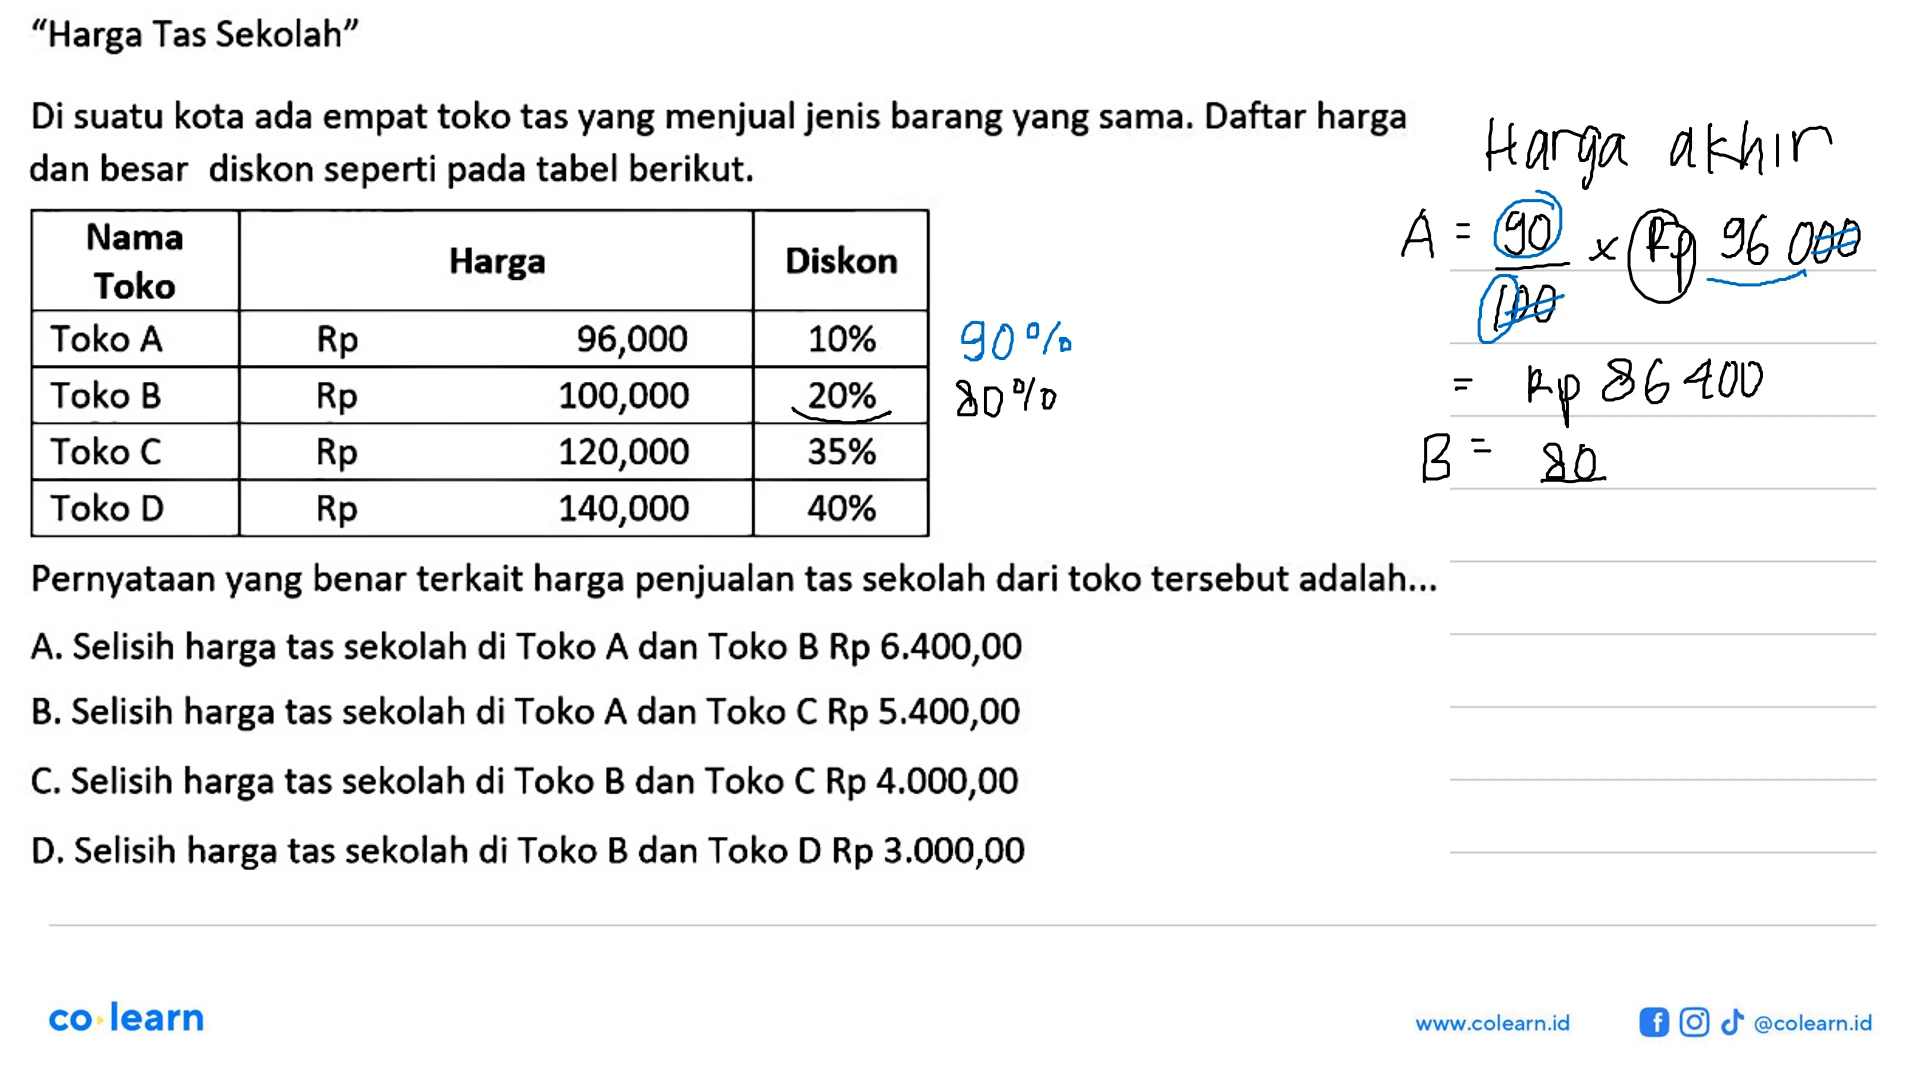 “Harga Tas Sekolah”
Di suatu kota ada empat toko tas yang menjual jenis barang yang sama. Daftar harga
dan besar diskon seperti pada tabel berikut.
Nama Toko Harga Diskon
Toko A Rp 96,000 10% 90%
Toko B Rp 100,000 20% 80%
Toko C Rp 120,000 35%
Toko D Rp 140,000 40%
Pernyataan yang benar terkait harga penjualan tas sekolah dari toko tersebut adalah...
A. Selisih harga tas sekolah di Toko A dan Toko B Rp 6.400,00
B. Selisih harga tas sekolah di Toko A dan Toko C Rp 5.400,00
C. Selisih harga tas sekolah di Toko B dan Toko C Rp 4.000,00
D. Selisih harga tas sekolah di Toko B dan Toko D Rp 3.000,00
Harga akhir
A = 90/100 x Rp 96 000
= Rp 86 400
B = 80
co learn
www.colearn.id
@colearn.id